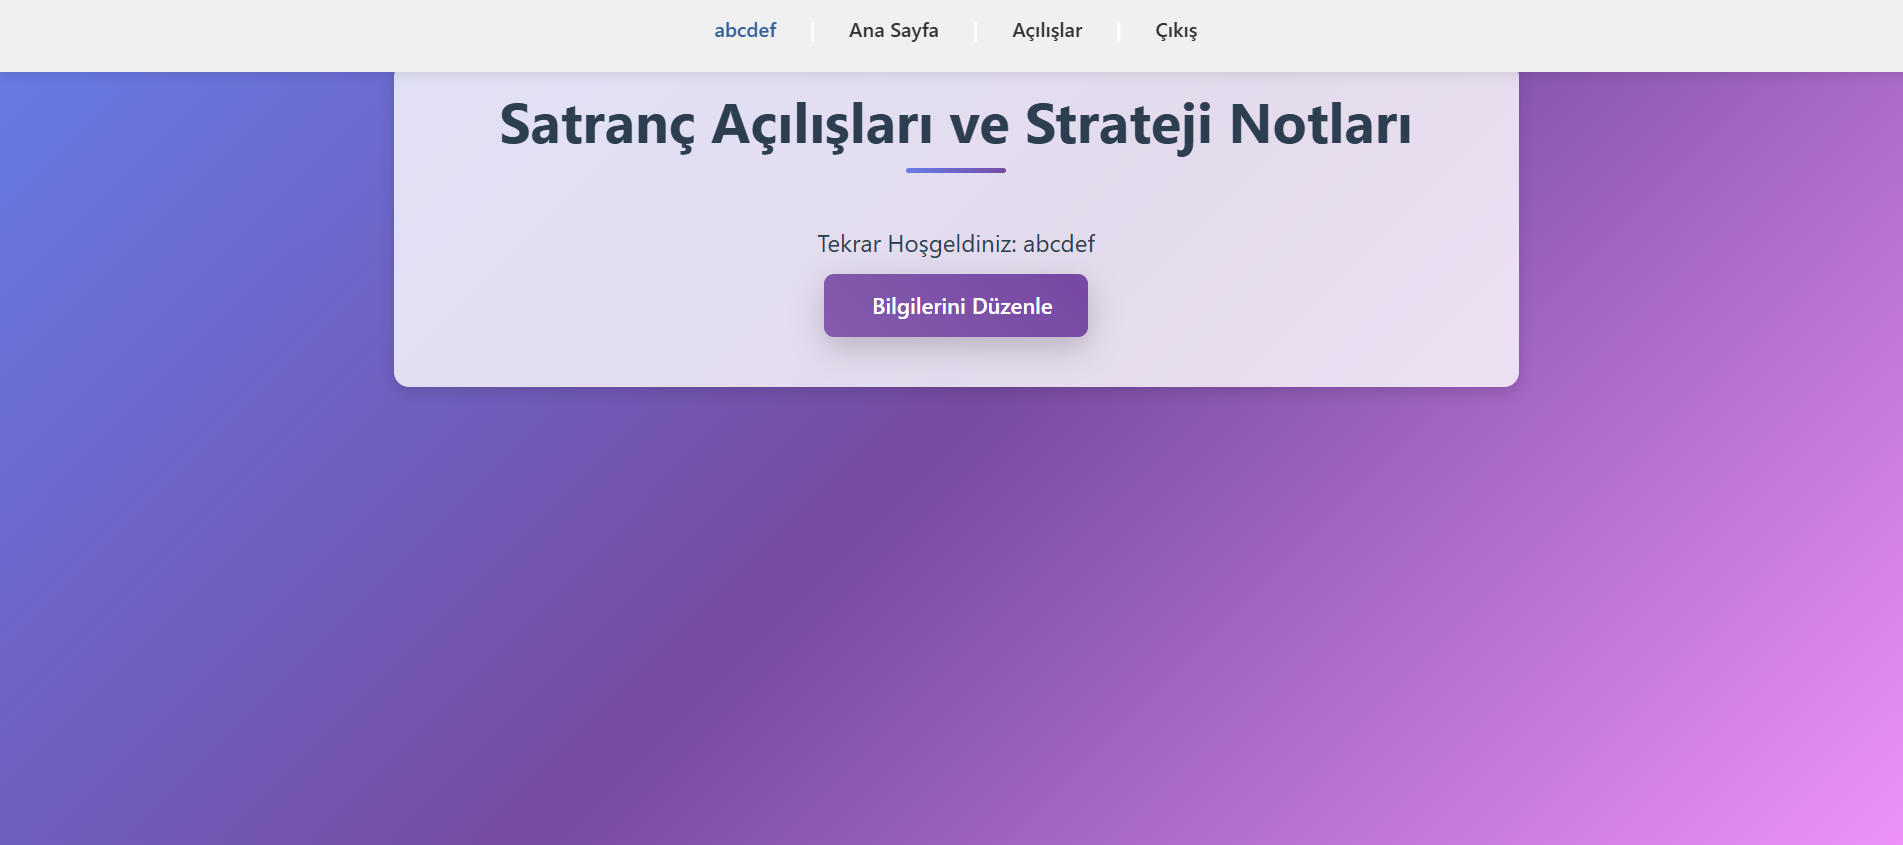 abcdef | Ana Sayfa | Açılışlar | Çıkış
Satranç Açılışları ve Strateji Notları
Tekrar Hoşgeldiniz: abcdef
Bilgilerini Düzenle